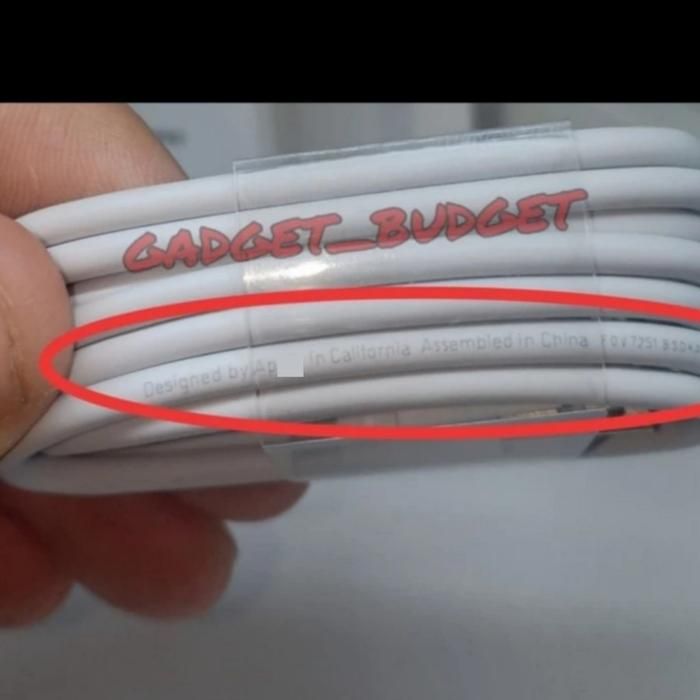 GADGET_BUDGET
Designed by Ap in California Assembled in China